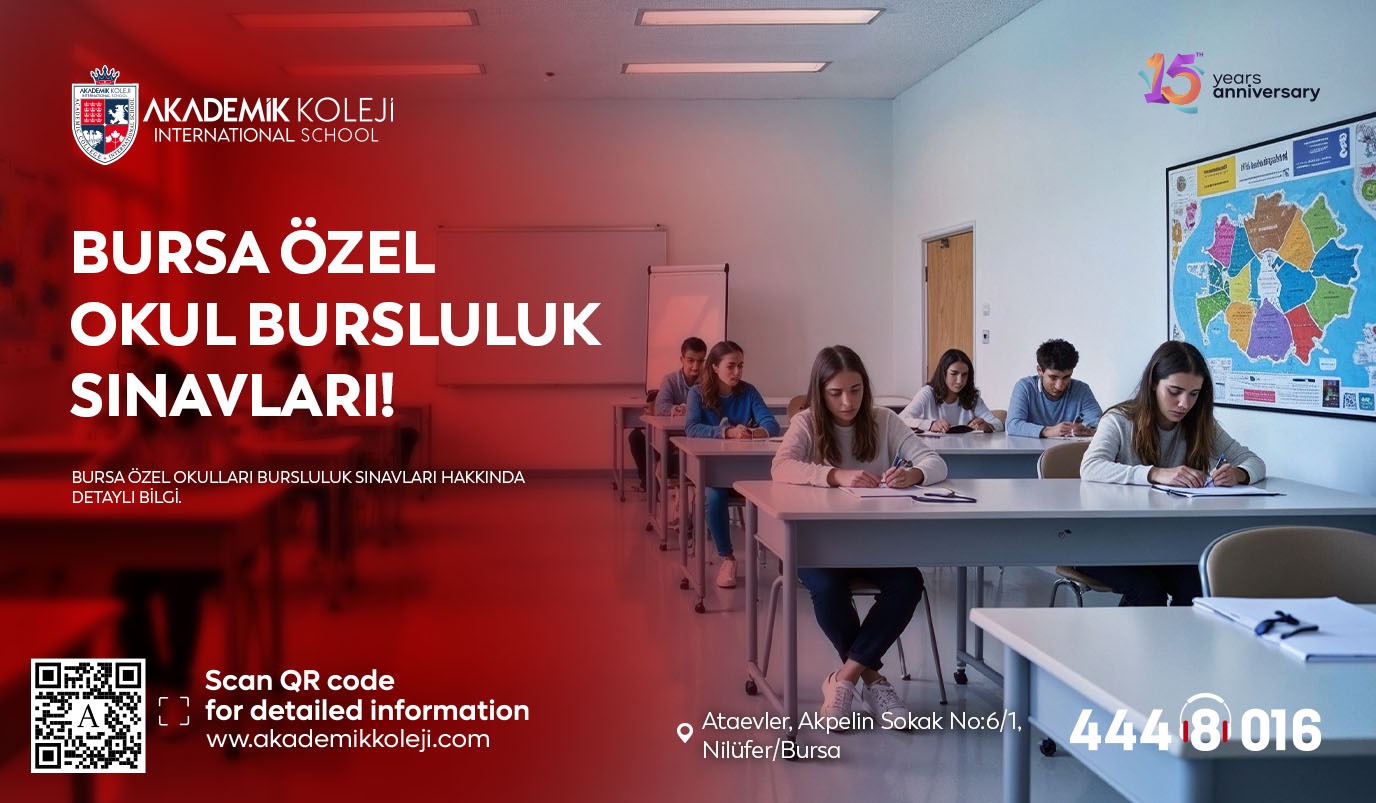 AKADEMİK KOLEJİ
INTERNATIONAL SCHOOL
15TH years
anniversary
BURSA ÖZEL
OKUL BURSLULUK
SINAVLARI!
BURSA ÖZEL OKULLARI BURSLULUK SINAVLARI HAKKINDA
DETAYLI BİLGİ.
A
Scan QR code
for detailed information
ww.akademikkoleji.com
Ataevler, Akpelin Sokak No:6/1,
Nilüfer/Bursa
444 8 016